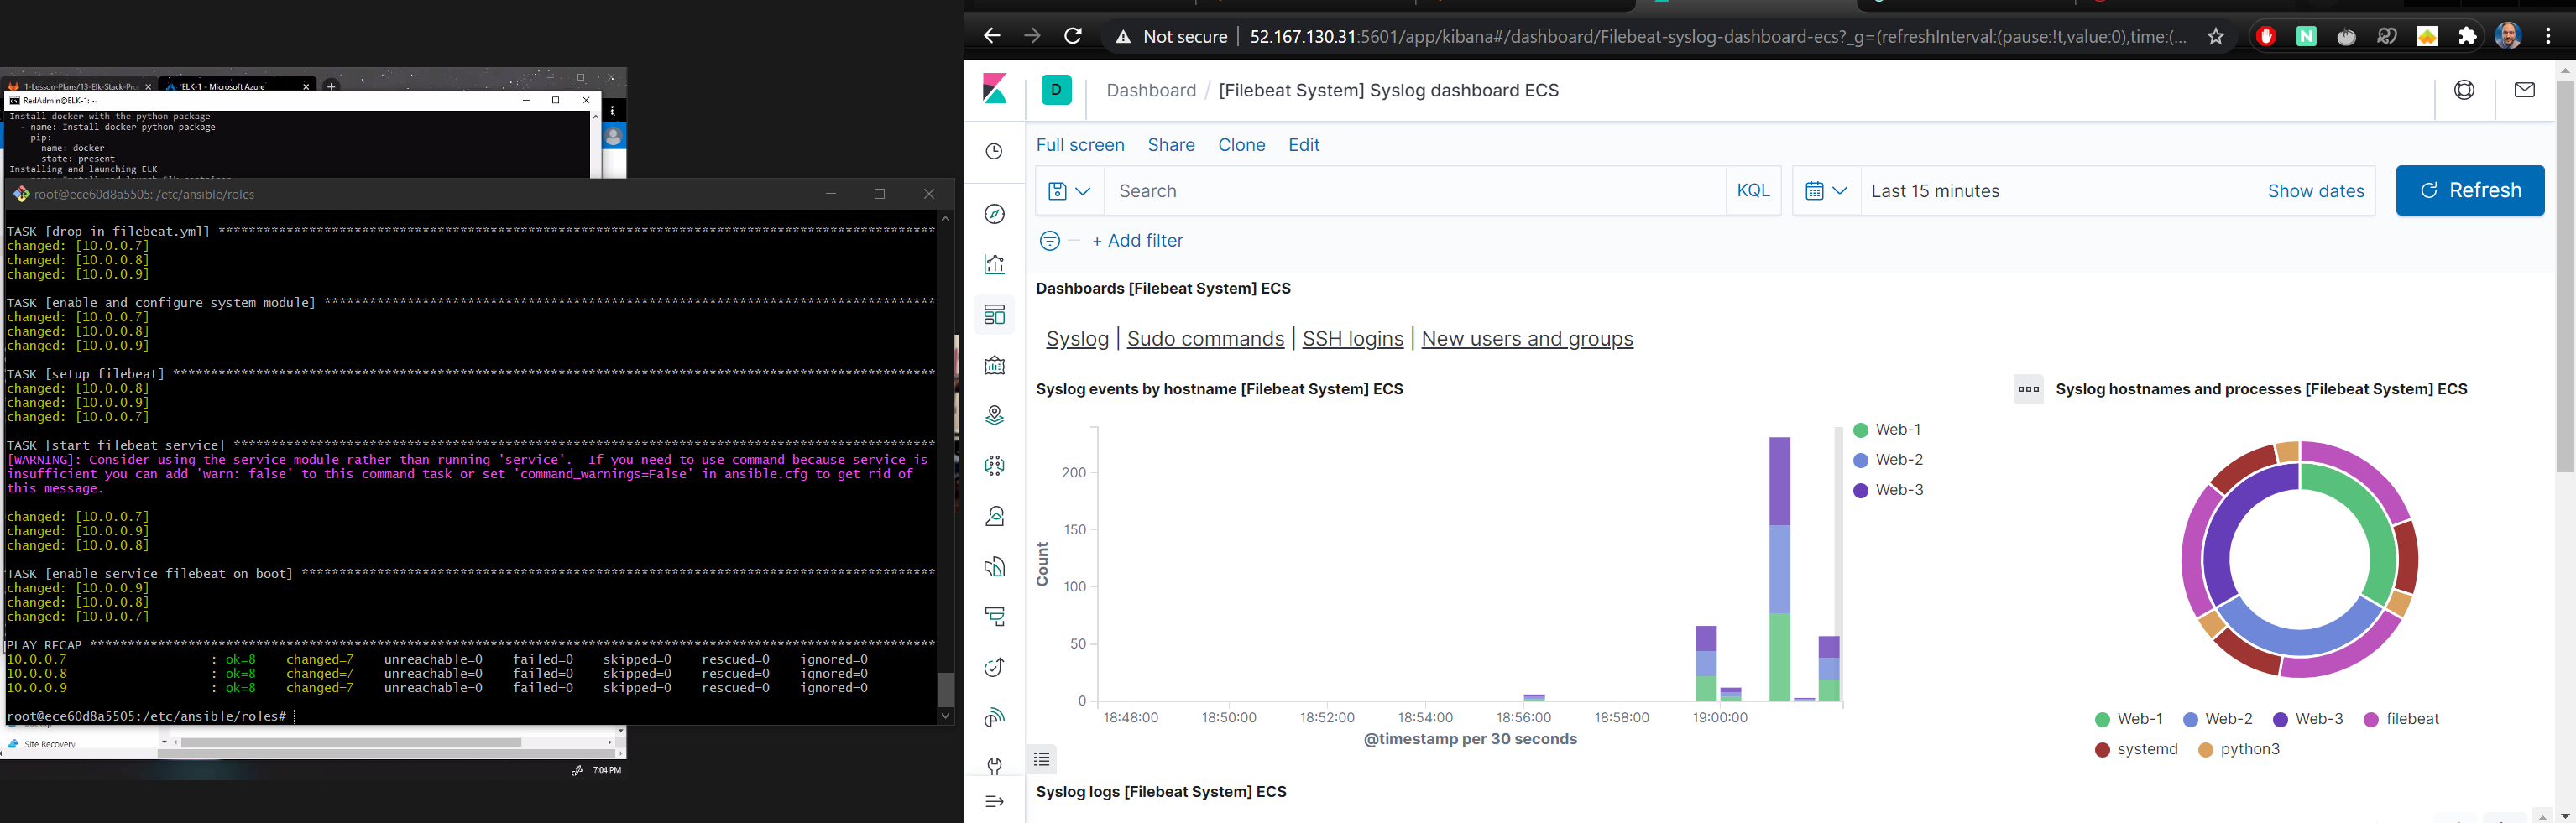 1-Lesson-Plans/13-Elk-Stack-Pro
ELK-1 - Microsoft Azure
RedAdmin@ELK-1: ~
Install docker with the python package
- name: Install docker python package
pip:
name: docker
state: present
Installing and launching ELK
root@ece60d8a5505: /etc/ansible/roles
TASK [drop in filebeat.yml] ************************************************************************************************
changed: [10.0.0.7]
changed: [10.0.0.8]
changed: [10.0.0.9]
TASK [enable and configure system module] **********************************************************************************
changed: [10.0.0.7]
changed: [10.0.0.8]
changed: [10.0.0.9]
TASK [setup filebeat] ******************************************************************************************************
changed: [10.0.0.8]
changed: [10.0.0.9]
changed: [10.0.0.7]
TASK [start filebeat service] **********************************************************************************************
[WARNING]: Consider using the service module rather than running 'service'.  If you need to use command because service is
insufficient you can add 'warn: false' to this command task or set 'command_warnings=False' in ansible.cfg to get rid of
this message.
changed: [10.0.0.7]
changed: [10.0.0.9]
changed: [10.0.0.8]
TASK [enable service filebeat on boot] *************************************************************************************
changed: [10.0.0.9]
changed: [10.0.0.8]
changed: [10.0.0.7]
PLAY RECAP *****************************************************************************************************************
10.0.0.7 : ok=8 changed=7 unreachable=0 failed=0 skipped=0 rescued=0 ignored=0
10.0.0.8 : ok=8 changed=7 unreachable=0 failed=0 skipped=0 rescued=0 ignored=0
10.0.0.9 : ok=8 changed=7 unreachable=0 failed=0 skipped=0 rescued=0 ignored=0
root@ece60d8a5505:/etc/ansible/roles#
Site Recovery
7:04 PM
Not secure | 52.167.130.31:5601/app/kibana#/dashboard/Filebeat-syslog-dashboard-ecs?_g=(refreshInterval:(pause:!t,value:0),time:(...
D
Dashboard / [Filebeat System] Syslog dashboard ECS
Full screen Share Clone Edit
Search KQL Last 15 minutes Show dates Refresh
+ Add filter
Dashboards [Filebeat System] ECS
Syslog | Sudo commands | SSH logins | New users and groups
Syslog events by hostname [Filebeat System] ECS
Count
200
150
100
50
0
18:48:00 18:50:00 18:52:00 18:54:00 18:56:00 18:58:00 19:00:00
@timestamp per 30 seconds
Web-1
Web-2
Web-3
Syslog hostnames and processes [Filebeat System] ECS
Web-1 Web-2 Web-3 filebeat
systemd python3
Syslog logs [Filebeat System] ECS